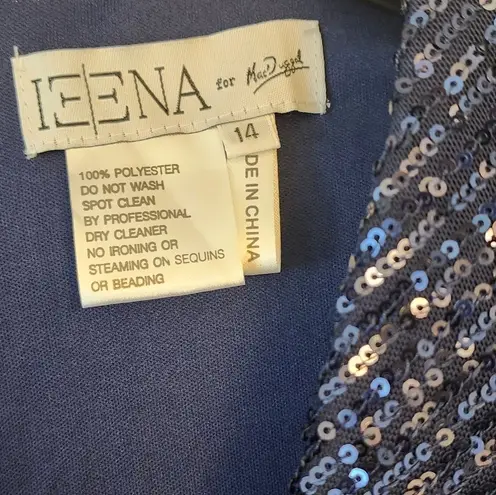 IEENA for Mac Duggal
14
100% POLYESTER
DO NOT WASH
SPOT CLEAN
BY PROFESSIONAL
DRY CLEANER
NO IRONING OR
STEAMING ON SEQUINS
OR BEADING
DE IN CHINA